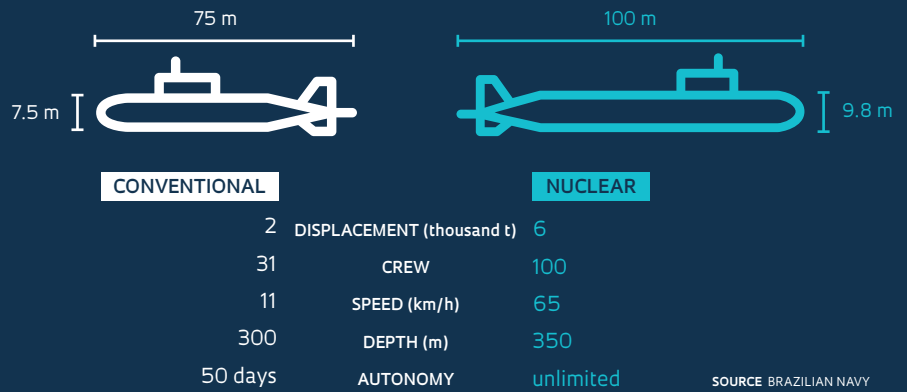 75 m
100 m
7.5 m
9.8 m
CONVENTIONAL
NUCLEAR
2 DISPLACEMENT (thousand t) 6
31 CREW 100
11 SPEED (km/h) 65
300 DEPTH (m) 350
50 days AUTONOMY unlimited
SOURCE BRAZILIAN NAVY